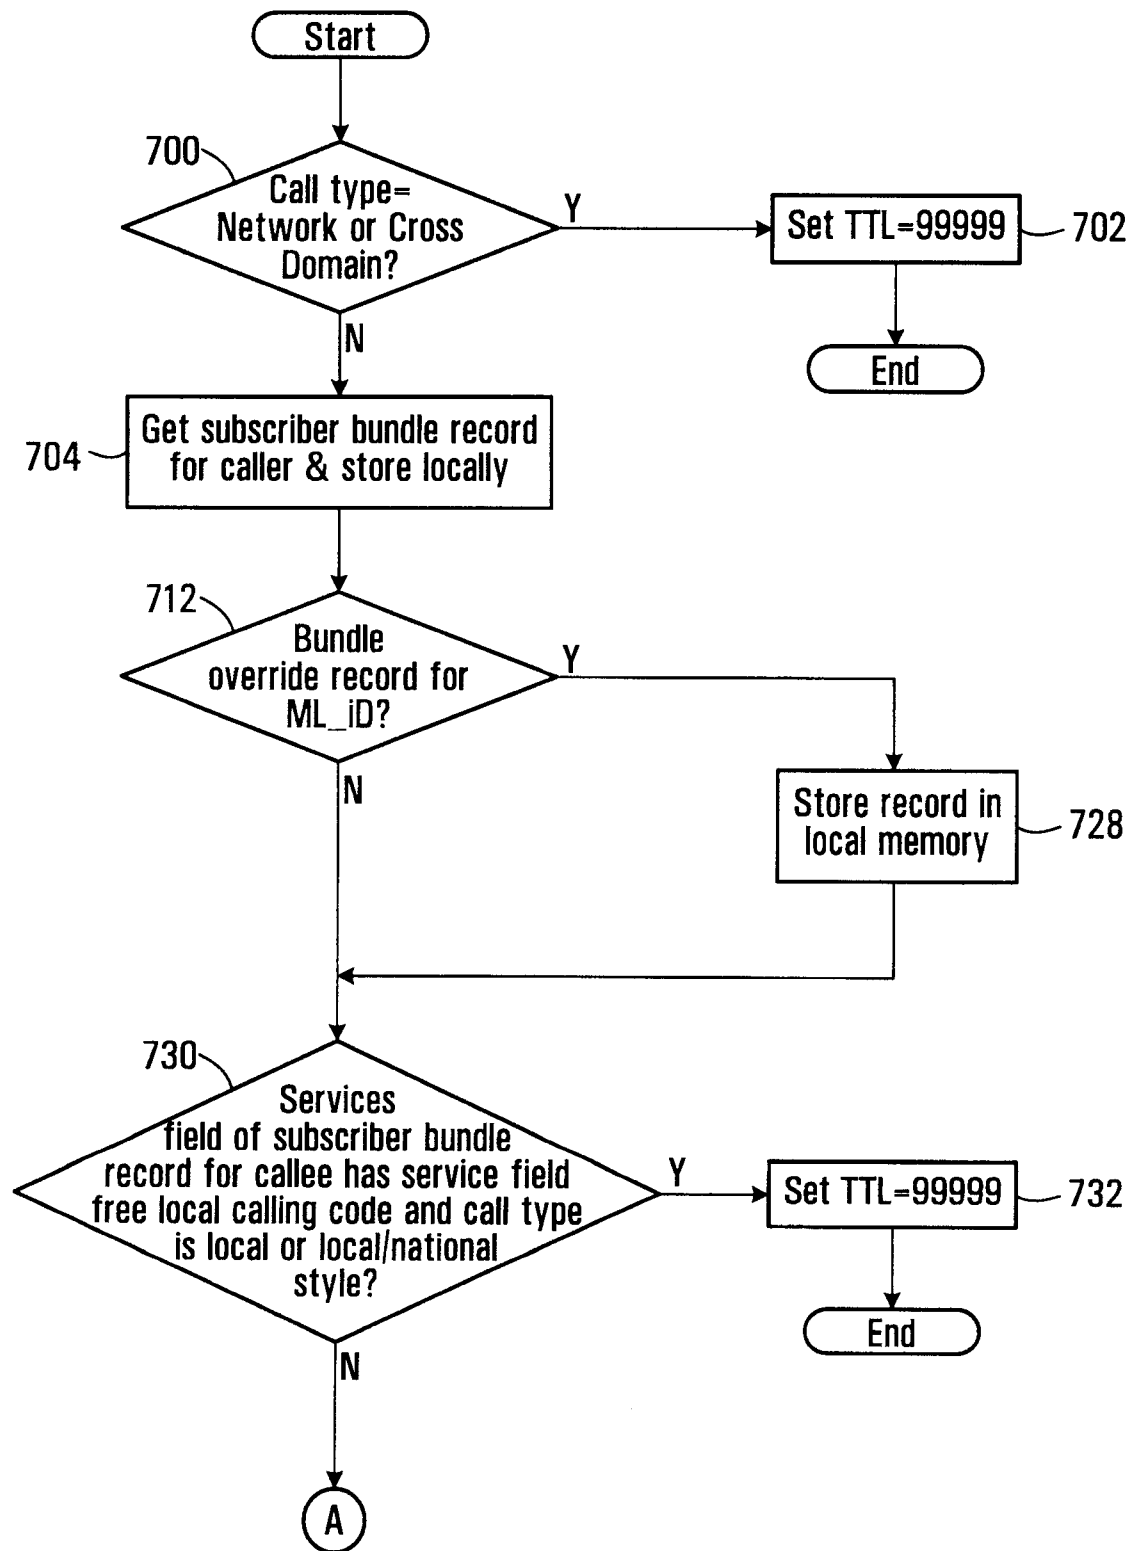 Start
700
Call type=
Network or Cross
Domain?
Y
Set TTL=99999
702
End
N
704
Get subscriber bundle record
for caller & store locally
712
Bundle
override record for
ML_iD?
Y
N
Store record in
local memory
728
730
Services
field of subscriber bundle
record for callee has service field
free local calling code and call type
is local or local/national
style?
Y
Set TTL=99999
732
End
N
A